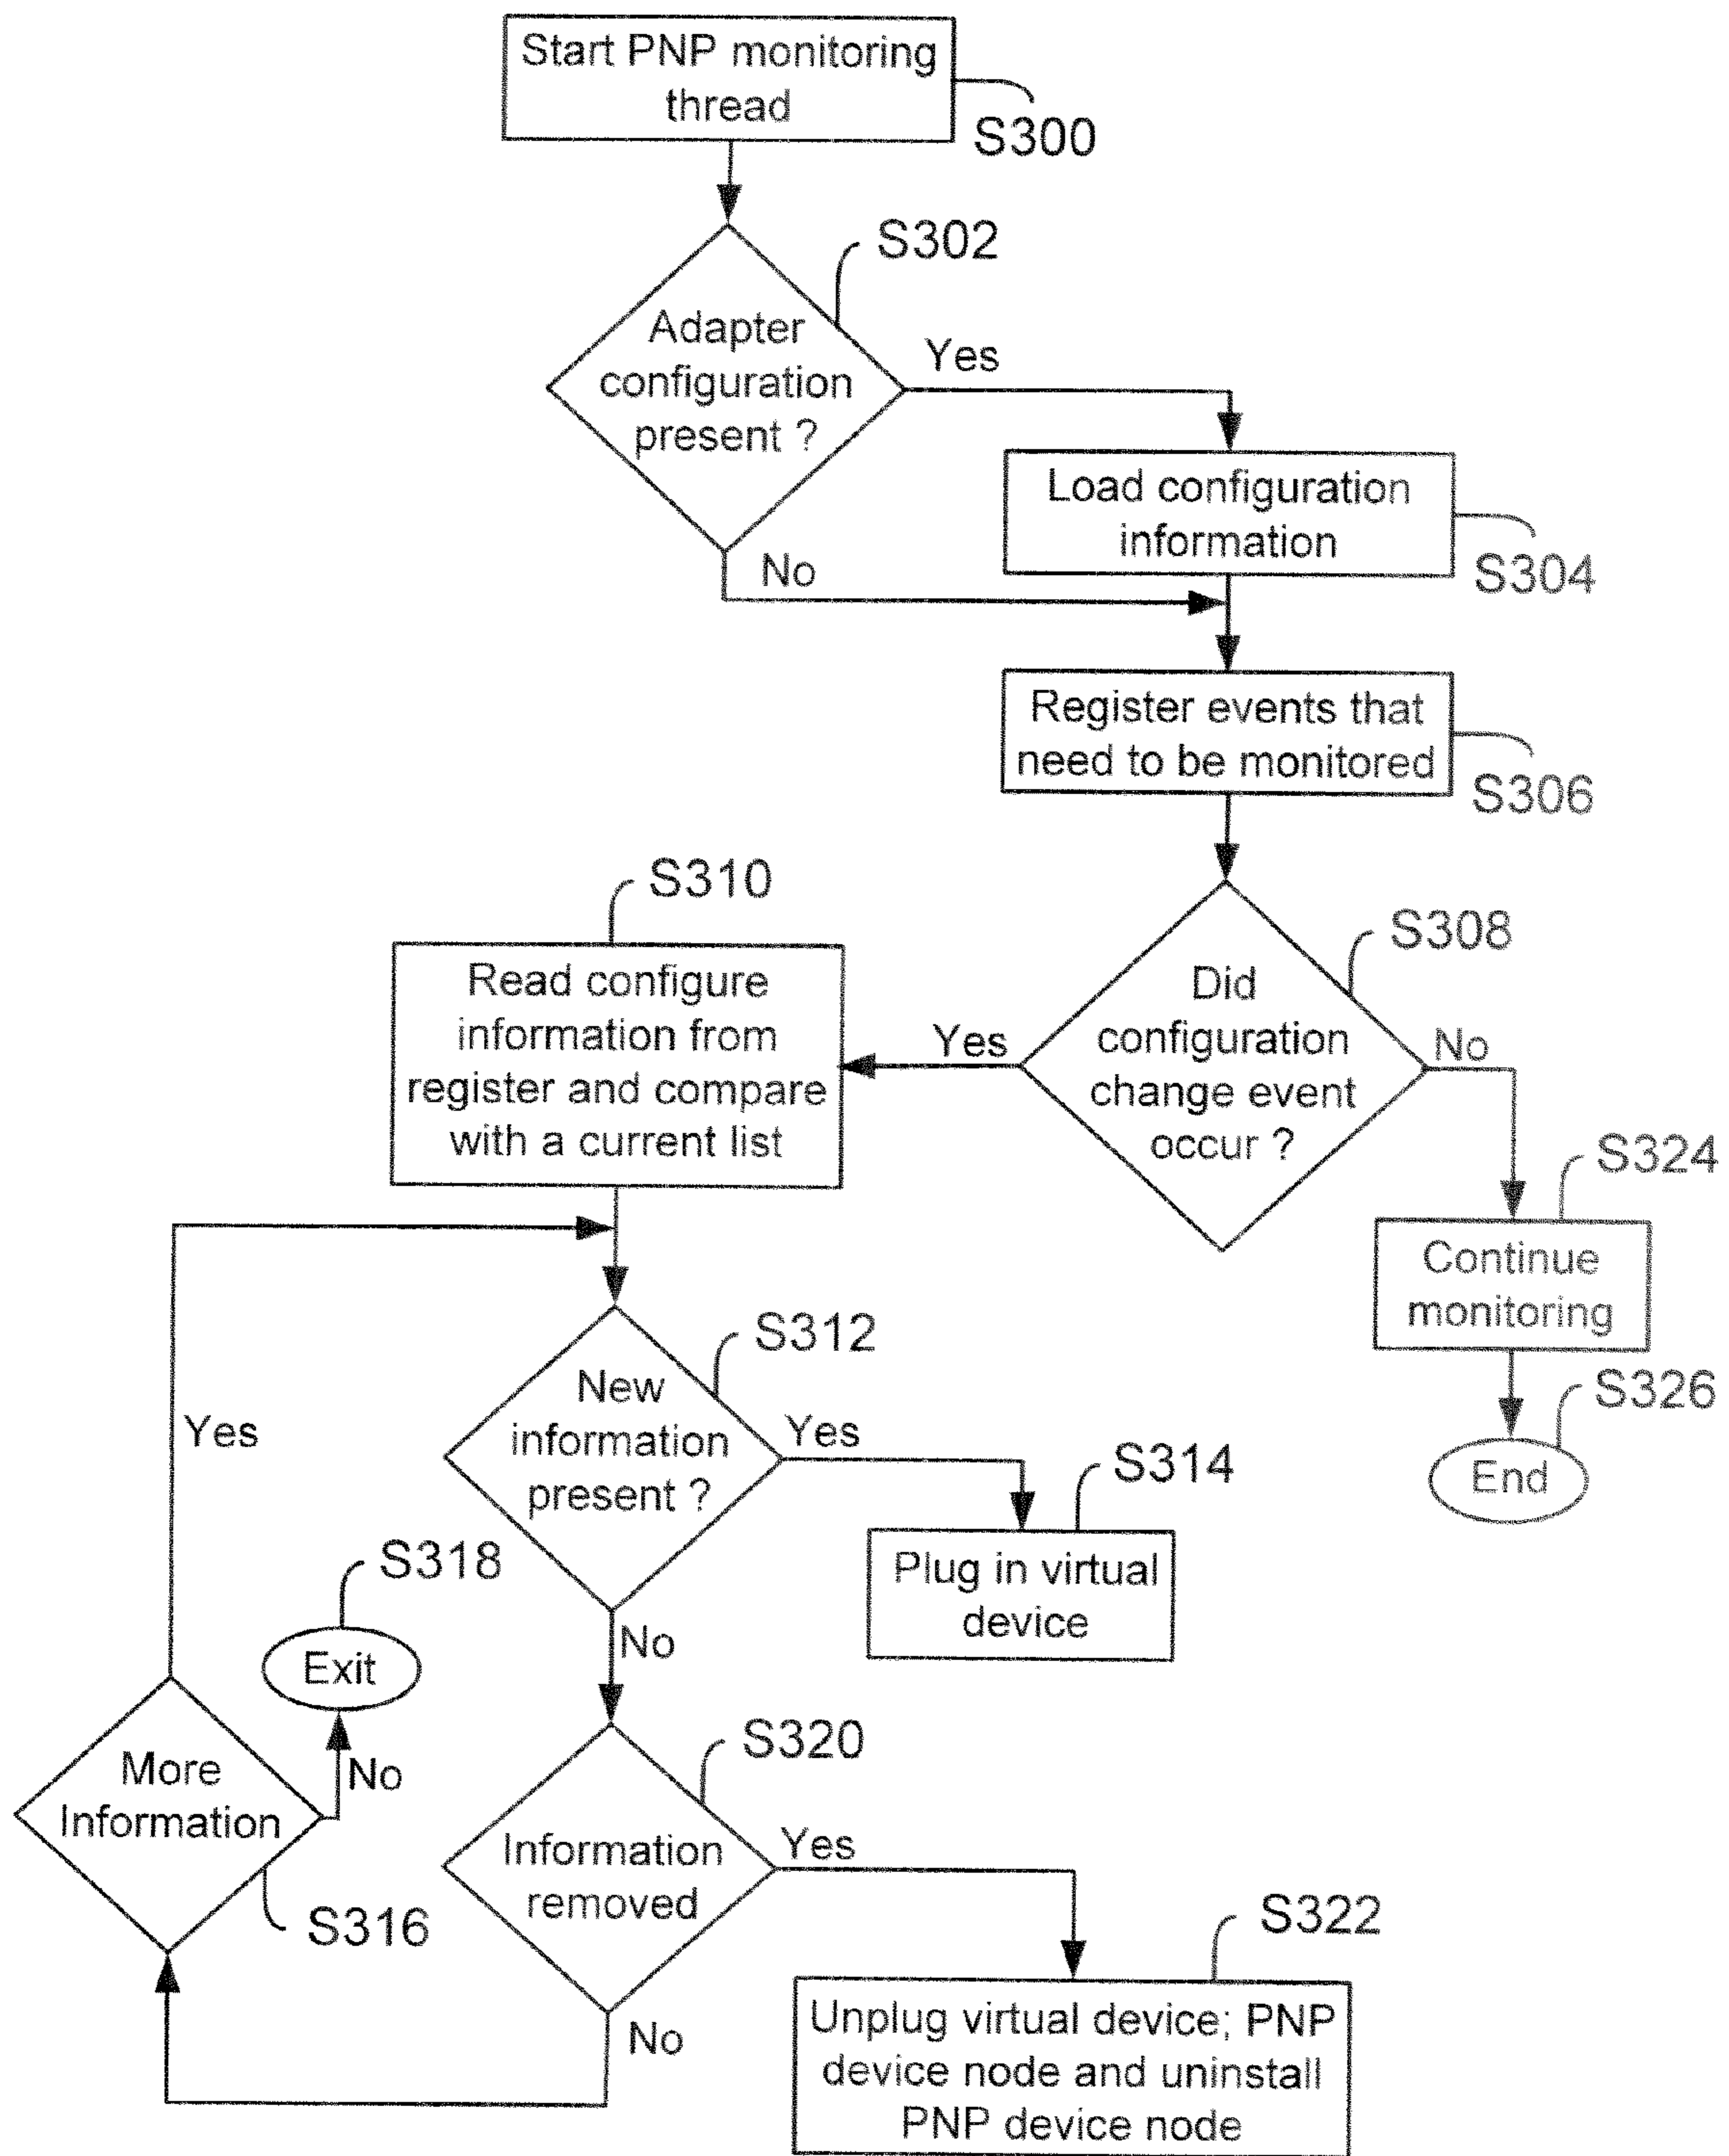 Start PNP monitoring
thread
S300
S302
Adapter
configuration
present ?
Yes
No
Load configuration
information
S304
Register events that
need to be monitored
S306
S308
Did
configuration
change event
occur ?
Yes
No
S310
Read configure
information from
register and compare
with a current list
S324
Continue
monitoring
S326
End
S312
New
information
present ?
Yes
No
S314
Plug in virtual
device
Yes
S318
Exit
No
More
Information
S316
S320
Information
removed
Yes
No
S322
Unplug virtual device; PNP
device node and uninstall
PNP device node